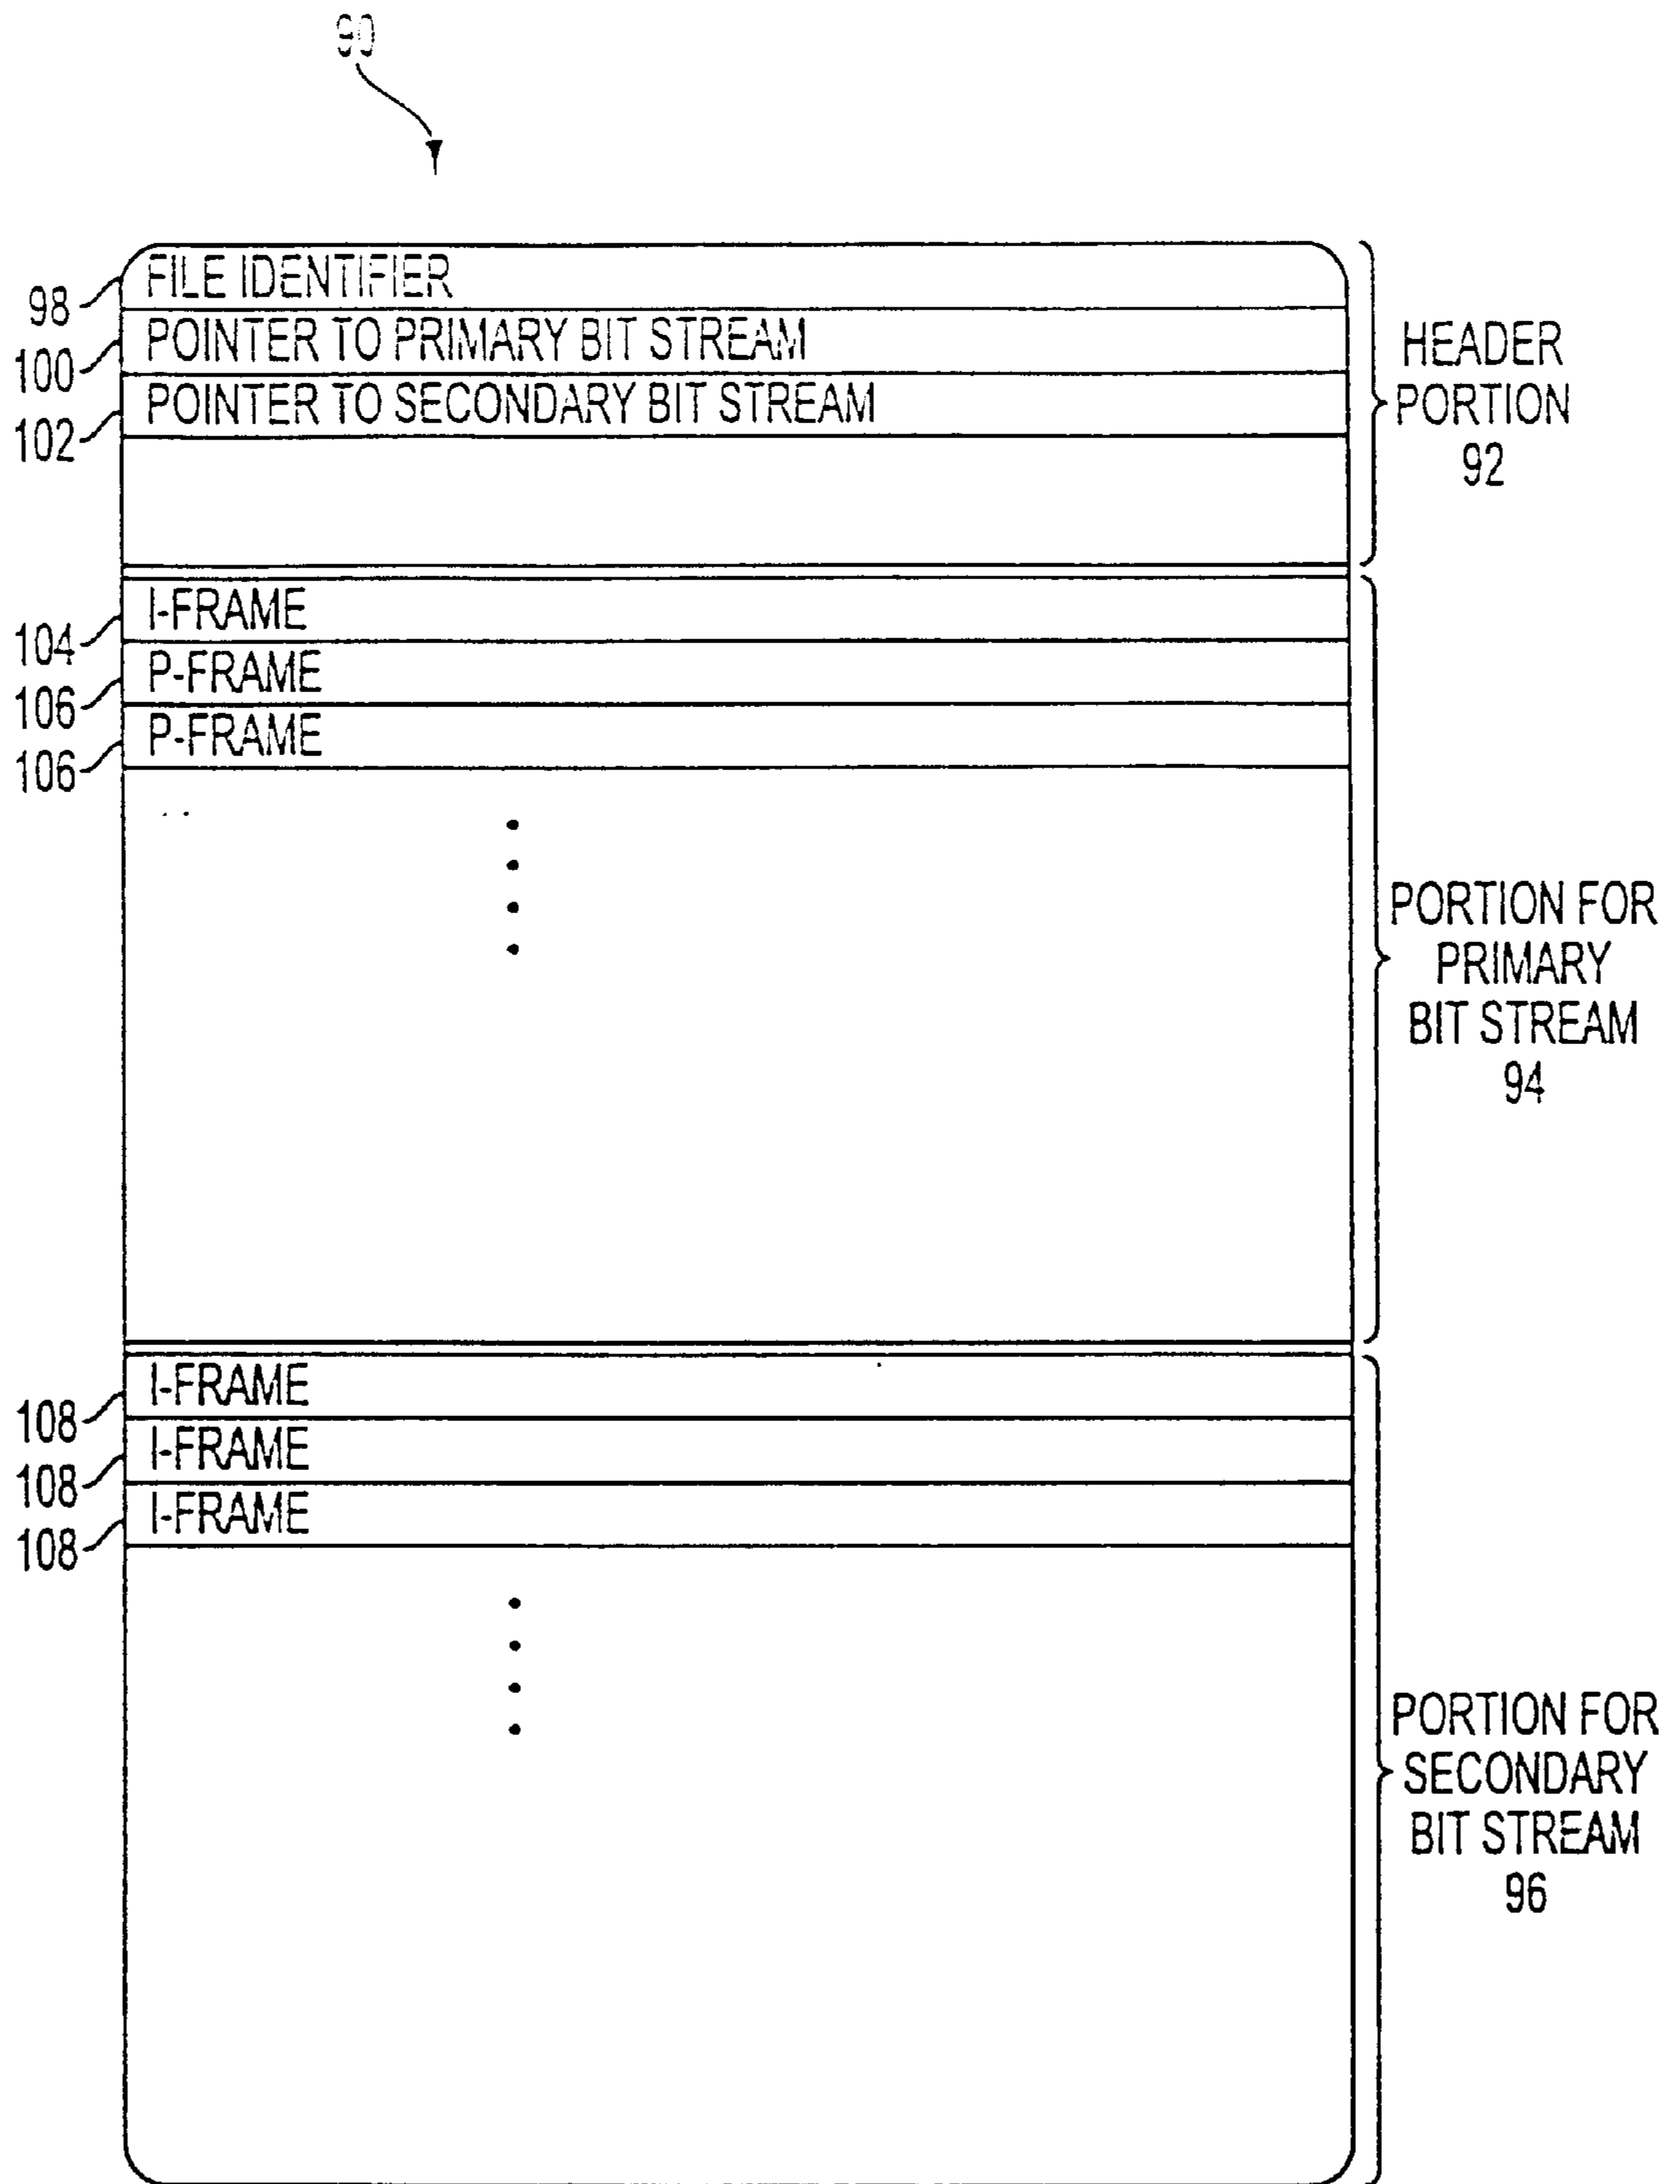 90
98 FILE IDENTIFIER
100 POINTER TO PRIMARY BIT STREAM
102 POINTER TO SECONDARY BIT STREAM
HEADER
PORTION
92
104 I-FRAME
106 P-FRAME
106 P-FRAME
PORTION FOR
PRIMARY
BIT STREAM
94
108 I-FRAME
108 I-FRAME
108 I-FRAME
PORTION FOR
SECONDARY
BIT STREAM
96